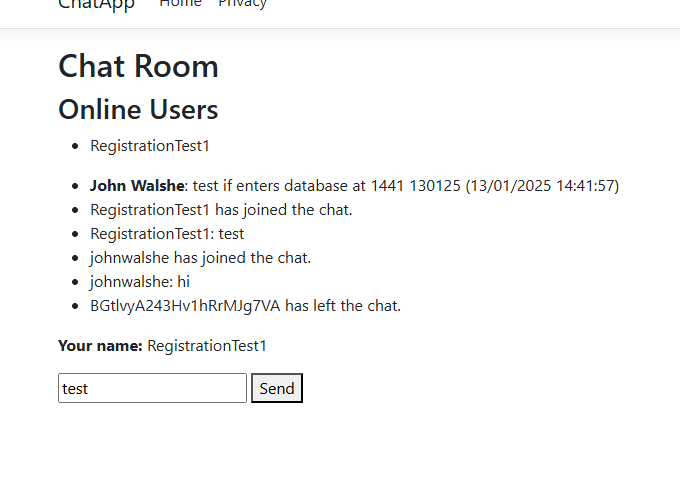 ChatApp Home Privacy
Chat Room
Online Users
RegistrationTest1
John Walshe: test if enters database at 1441 130125 (13/01/2025 14:41:57)
RegistrationTest1 has joined the chat.
RegistrationTest1: test
johnwalshe has joined the chat.
johnwalshe: hi
BGtlvyA243Hv1hRrMJg7VA has left the chat.
Your name: RegistrationTest1
test Send